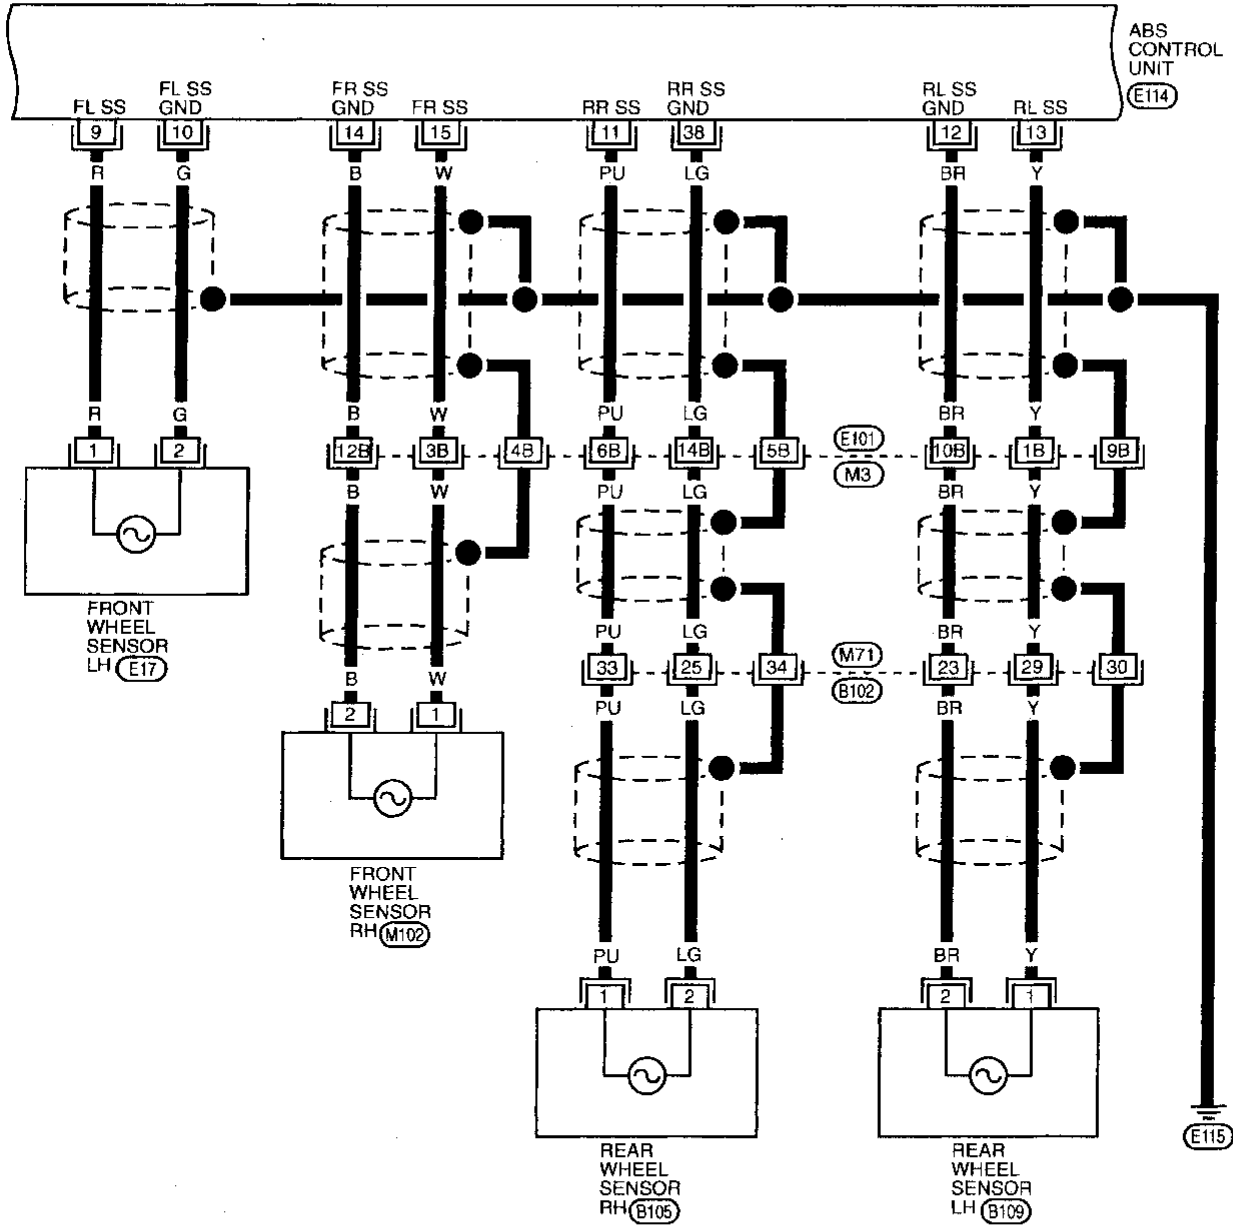 ABS
CONTROL
UNIT
E114
FL SS
FL SS
GND
FR SS
GND
FR SS
RR SS
RR SS
GND
RL SS
GND
RL SS
9 10 14 15 11 38 12 13
R G B W PU LG BR Y
R G B W PU LG BR Y
1 2 12B 3B 4B 6B 14B 5B E101 M3 10B 1B 9B
B W PU LG BR Y
FRONT
WHEEL
SENSOR
LH E17
PU LG BR Y
B W 33 25 34 M71 B102 23 29 30
PU LG BR Y
2 1
FRONT
WHEEL
SENSOR
RH M102
PU LG BR Y
1 2 2 1
REAR
WHEEL
SENSOR
RH B105
REAR
WHEEL
SENSOR
LH B109
E115